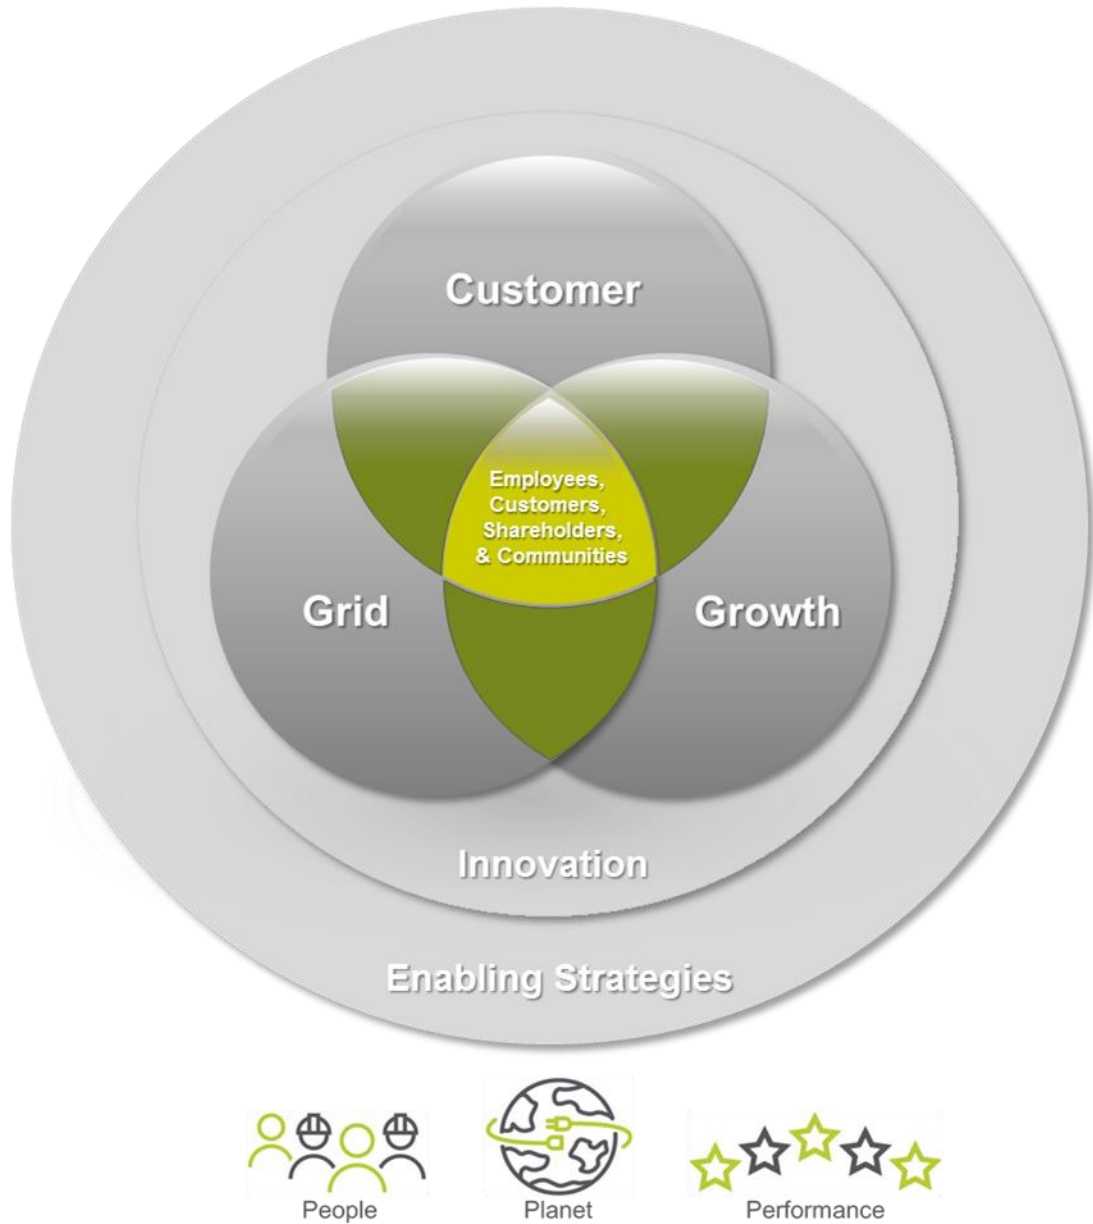 Customer
Employees,
Customers,
Shareholders,
& Communities
Grid
Growth
Innovation
Enabling Strategies
People
Planet
Performance